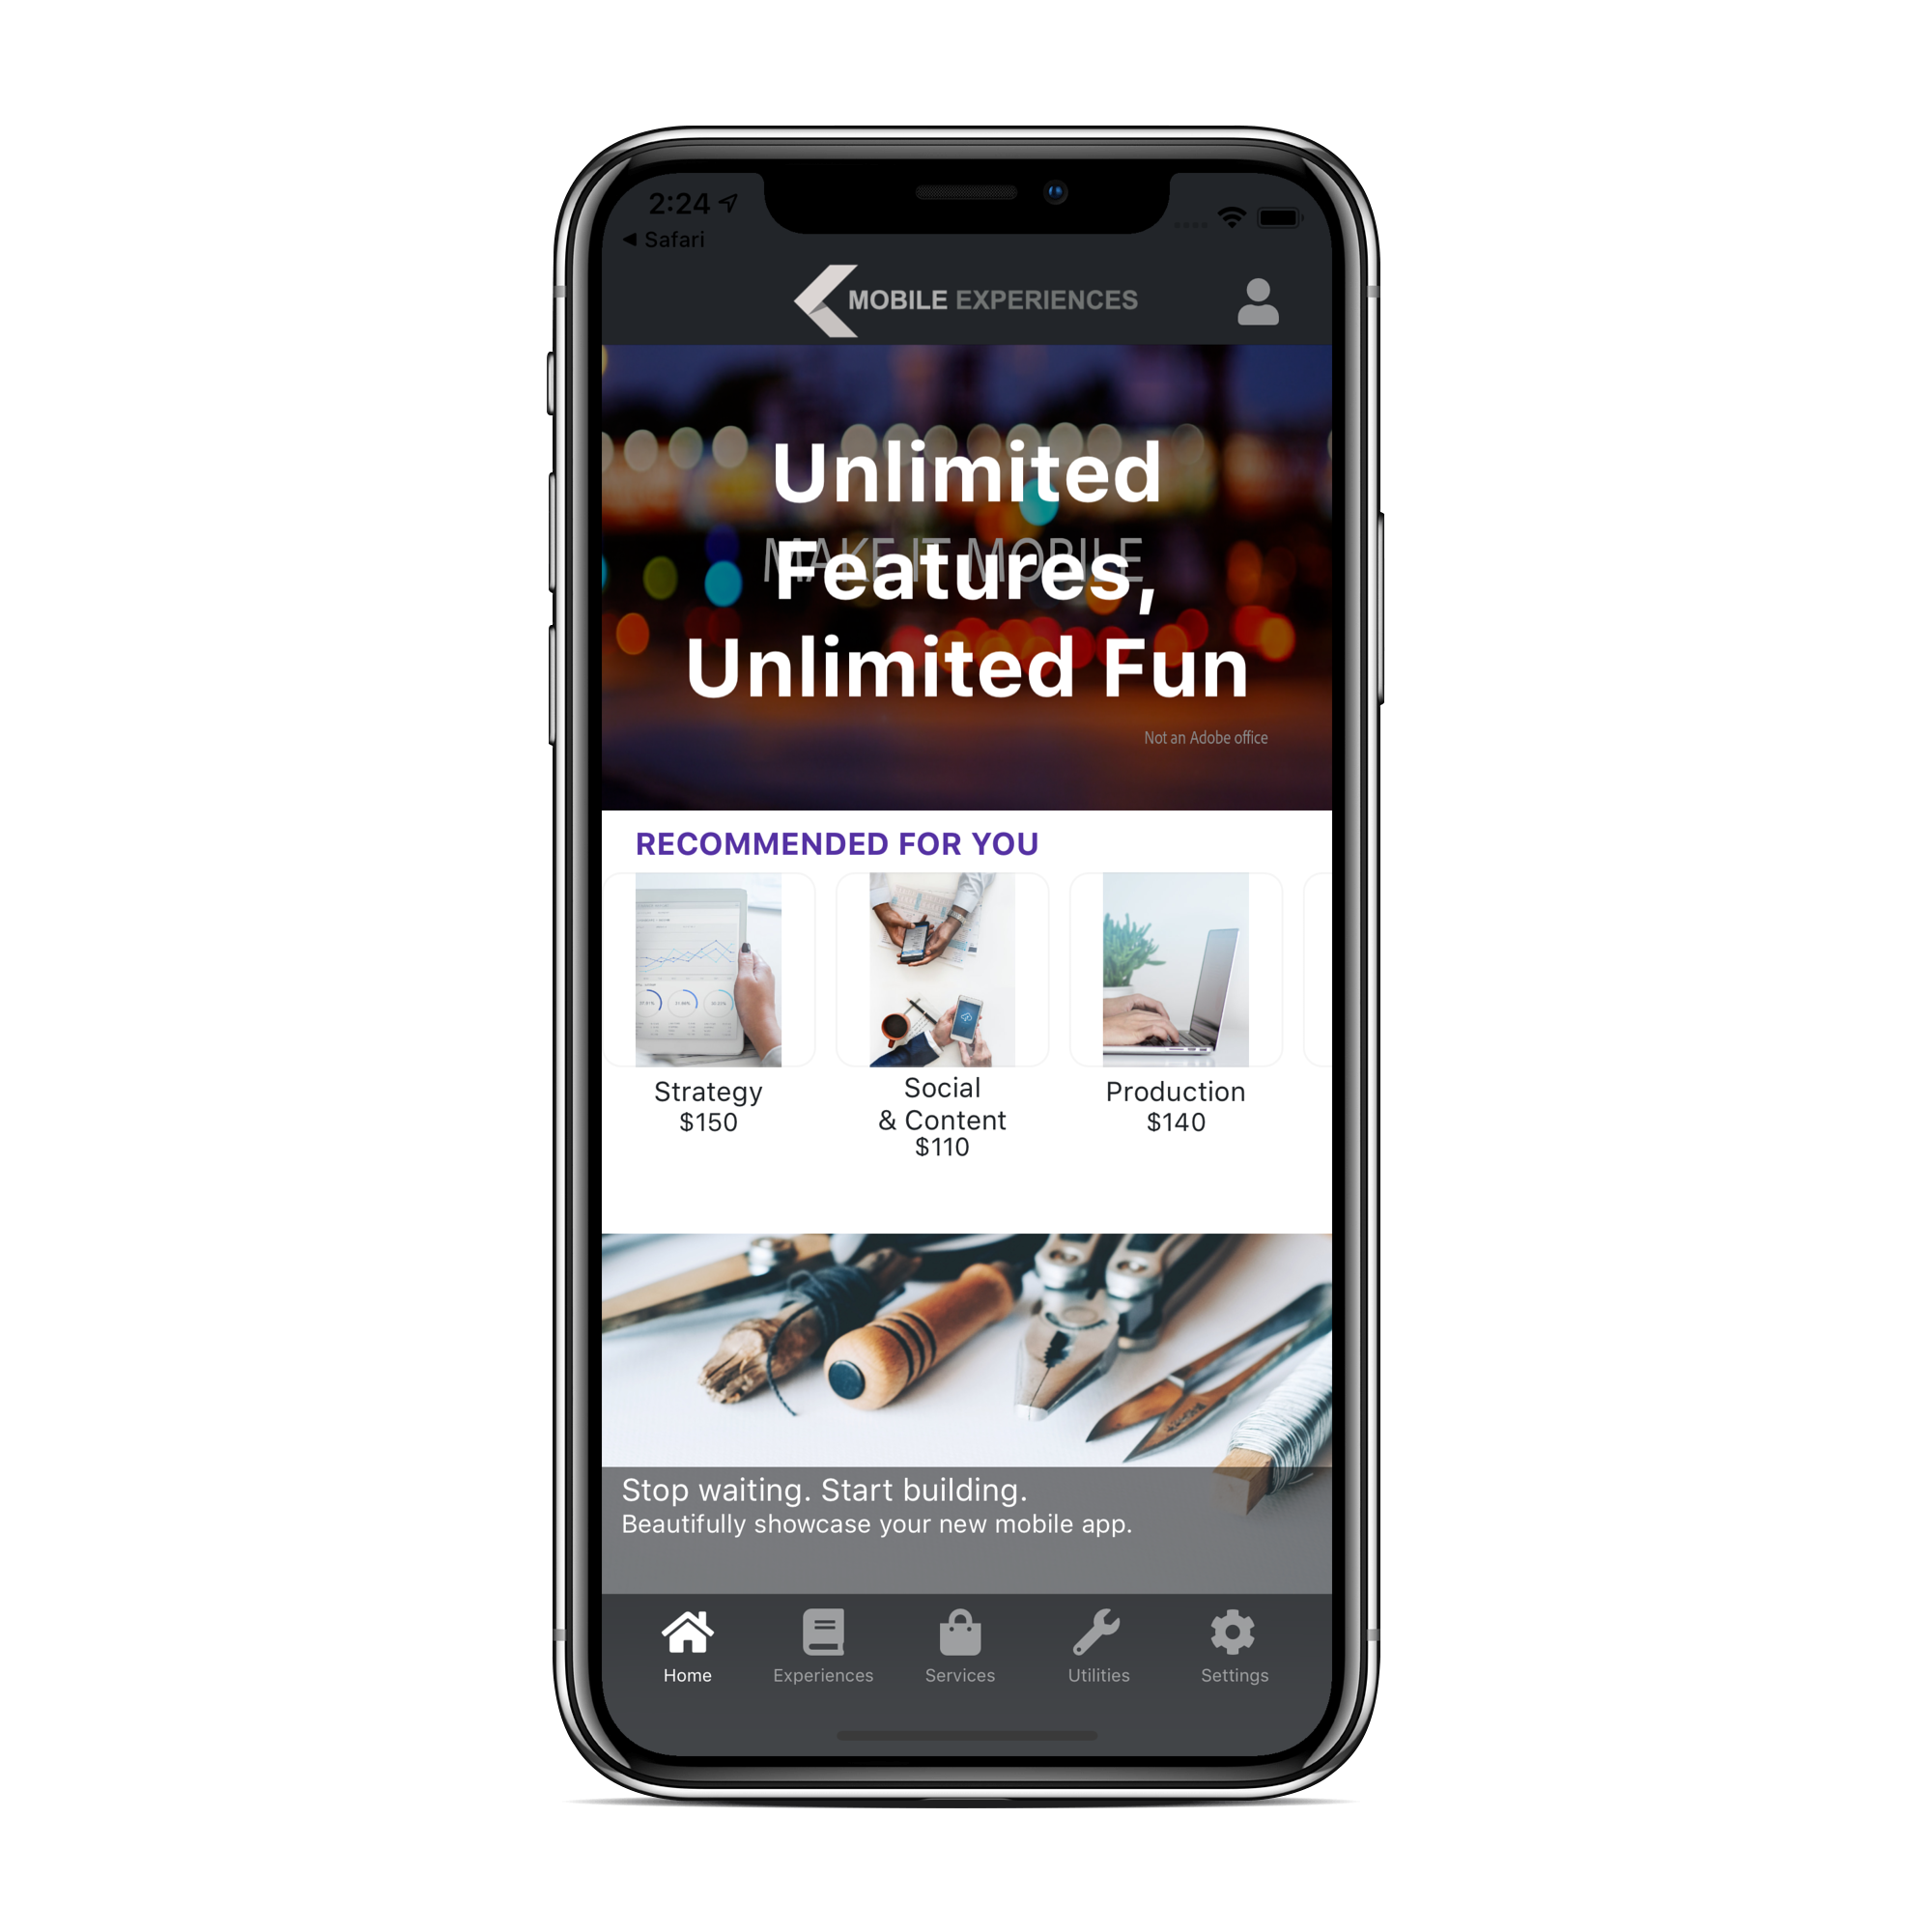 2:24
◀ Safari
MOBILE EXPERIENCES
Unlimited
MAKE IT MOBILE
Features,
Unlimited Fun
Not an Adobe office
RECOMMENDED FOR YOU
Strategy
$150
Social
& Content
$110
Production
$140
Stop waiting. Start building.
Beautifully showcase your new mobile app.
Home
Experiences
Services
Utilities
Settings